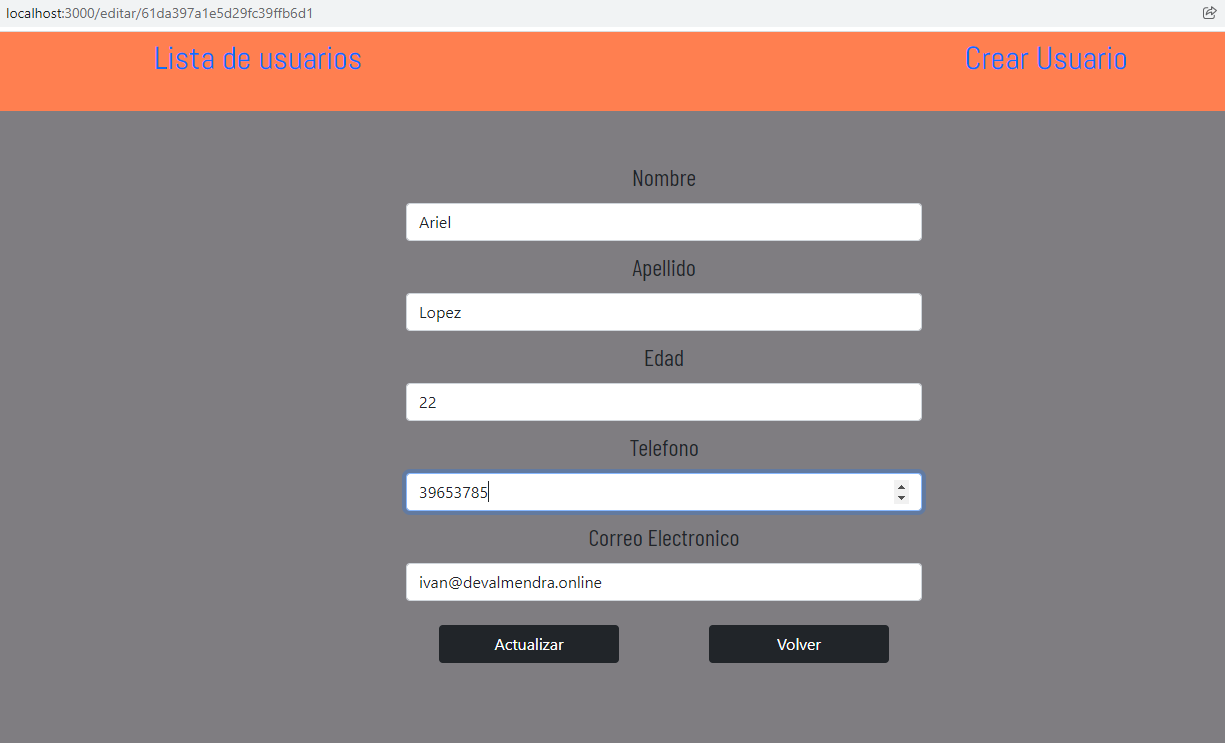 localhost:3000/editar/61da397a1e5d29fc39ffb6d1
Lista de usuarios
Crear Usuario
Nombre
Ariel
Apellido
Lopez
Edad
22
Telefono
39653785
Correo Electronico
ivan@devalmendra.online
Actualizar
Volver